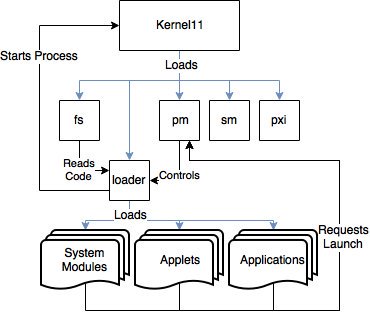 Kernel11
Starts Process
Loads
fs
pm
sm
pxi
Reads
Code
loader
Controls
Loads
Requests
Launch
System
Modules
Applets
Applications